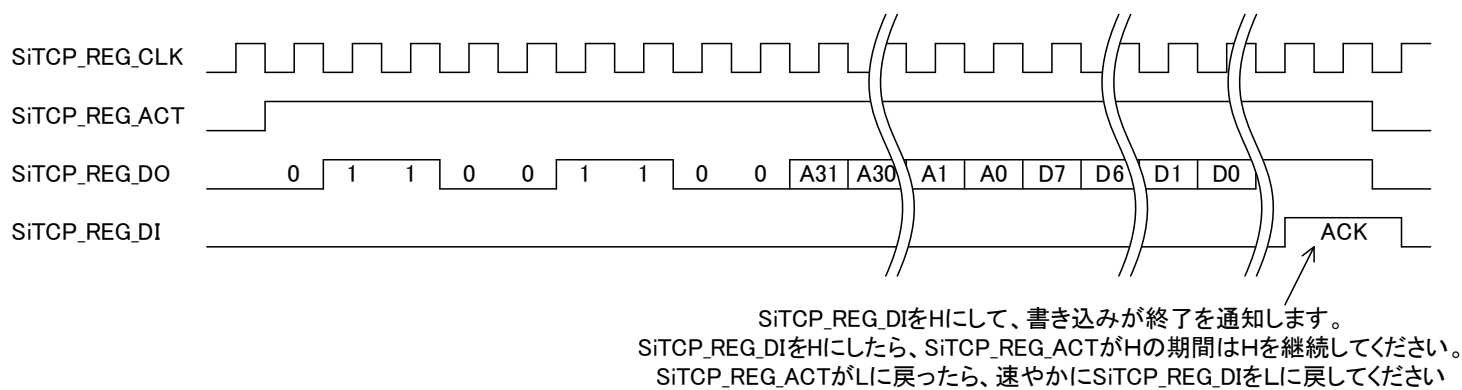 SiTCP_REG_CLK
SiTCP_REG_ACT
SiTCP_REG_DO 0 1 1 0 0 1 1 0 0 A31 A30 A1 A0 D7 D6 D1 D0
SiTCP_REG_DI ACK
SiTCP_REG_DIをHにして、書き込みが終了を通知します。
SiTCP_REG_DIをHにしたら、SiTCP_REG_ACTがHの期間はHを継続してください。
SiTCP_REG_ACTがLに戻ったら、速やかにSiTCP_REG_DIをLに戻してください